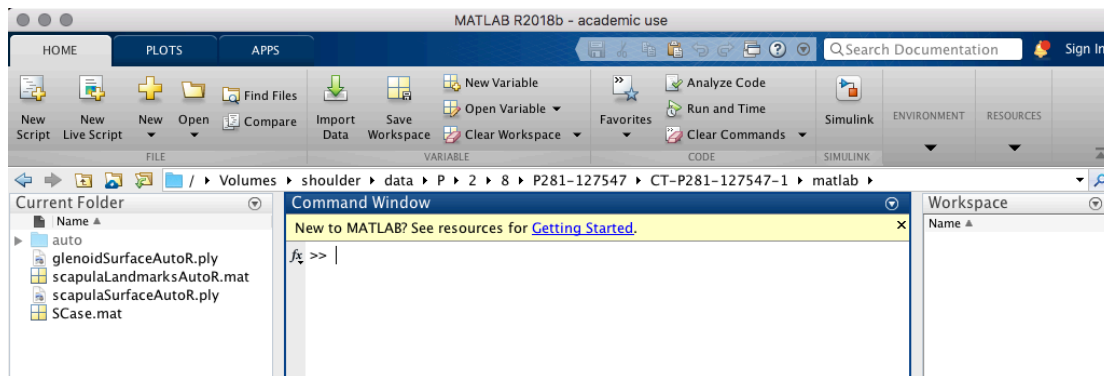 MATLAB R2018b - academic use
HOME PLOTS APPS
Search Documentation Sign In
New Script
New Live Script
New
Open
Find Files
Compare
Import Data
Save Workspace
New Variable
Open Variable
Clear Workspace
Favorites
Analyze Code
Run and Time
Clear Commands
Simulink
ENVIRONMENT
RESOURCES
FILE VARIABLE CODE SIMULINK
/ ▸ Volumes ▸ shoulder ▸ data ▸ P ▸ 2 ▸ 8 ▸ P281-127547 ▸ CT-P281-127547-1 ▸ matlab ▸
Current Folder
Name
auto
glenoidSurfaceAutoR.ply
scapulaLandmarksAutoR.mat
scapulaSurfaceAutoR.ply
SCase.mat
Command Window
New to MATLAB? See resources for Getting Started.
fx >>
Workspace
Name